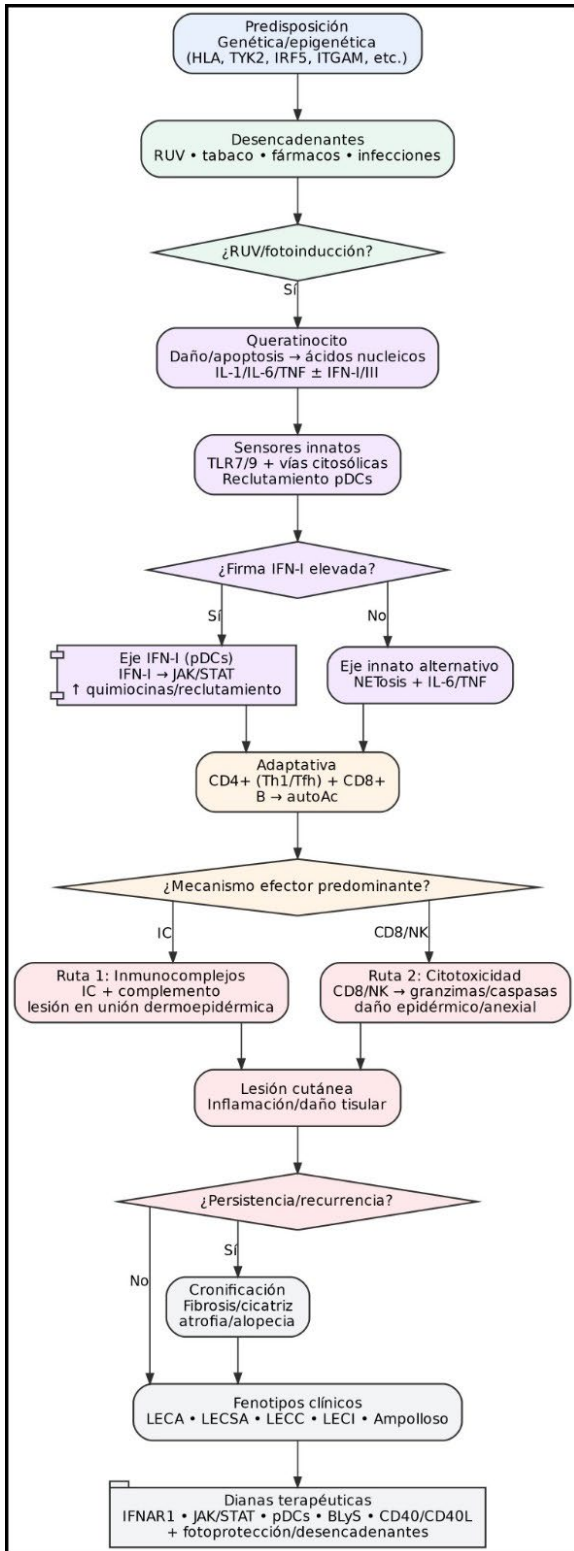 Predisposición
Genética/epigenética
(HLA, TYK2, IRF5, ITGAM, etc.)
Desencadenantes
RUV • tabaco • fármacos • infecciones
¿RUV/fotoinducción?
Sí
Queratinocito
Daño/apoptosis → ácidos nucleicos
IL-1/IL-6/TNF ± IFN-I/III
Sensores innatos
TLR7/9 + vías citosólicas
Reclutamiento pDCs
¿Firma IFN-I elevada?
Sí
No
Eje IFN-I (pDCs)
IFN-I → JAK/STAT
↑ quimiocinas/reclutamiento
Eje innato alternativo
NETosis + IL-6/TNF
Adaptativa
CD4+ (Th1/Tfh) + CD8+
B → autoAc
¿Mecanismo efector predominante?
IC
CD8/NK
Ruta 1: Inmunocomplejos
IC + complemento
lesión en unión dermoepidérmica
Ruta 2: Citotoxicidad
CD8/NK → granzimas/caspasas
daño epidérmico/anexial
Lesión cutánea
Inflamación/daño tisular
¿Persistencia/recurrencia?
Sí
No
Cronificación
Fibrosis/cicatriz
atrofia/alopecia
Fenotipos clínicos
LECA • LECSA • LECC • LECI • Ampolloso
Dianas terapéuticas
IFNAR1 • JAK/STAT • pDCs • BLyS • CD40/CD40L
+ fotoprotección/desencadenantes